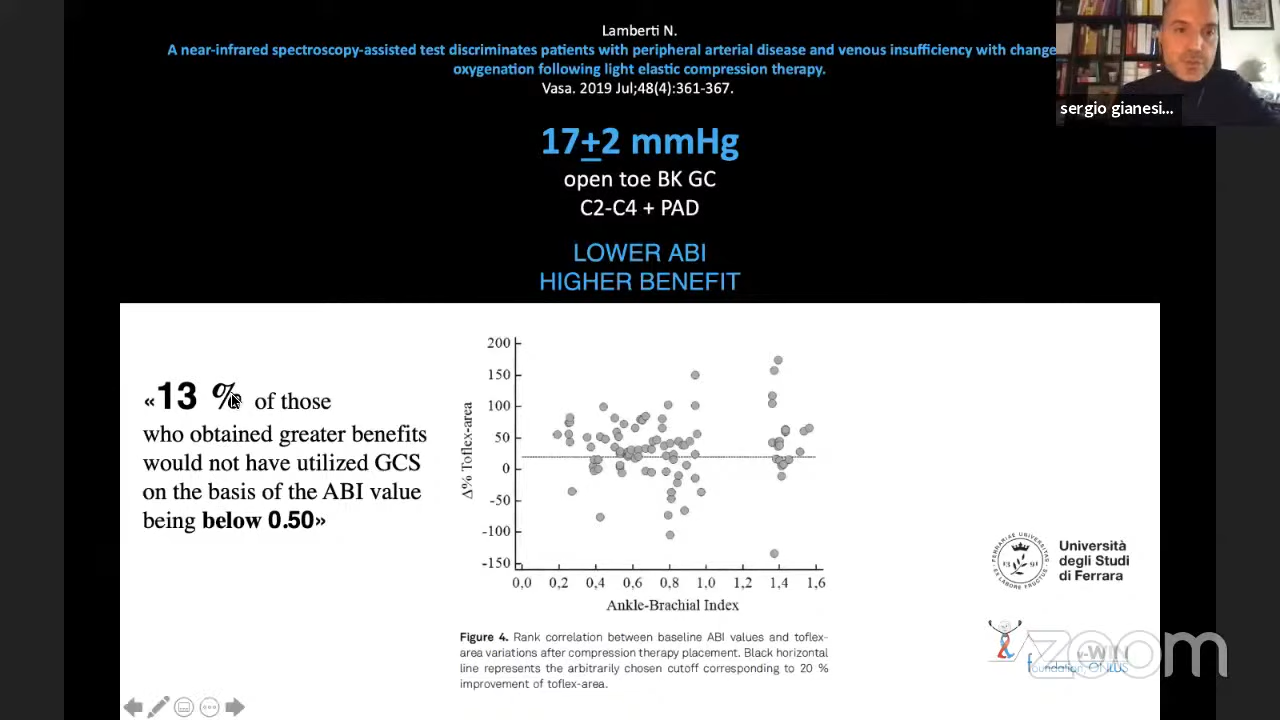 Lamberti N.
A near-infrared spectroscopy-assisted test discriminates patients with peripheral arterial disease and venous insufficiency with change
oxygenation following light elastic compression therapy.
Vasa. 2019 Jul;48(4):361-367.
sergio gianesi...
17±2 mmHg
open toe BK GC
C2-C4 + PAD
LOWER ABI
HIGHER BENEFIT
«13 % of those
who obtained greater benefits
would not have utilized GCS
on the basis of the ABI value
being below 0.50»
Δ% Toflex-area
200
150
100
50
0
-50
-100
-150
0,0 0,2 0,4 0,6 0,8 1,0 1,2 1,4 1,6
Ankle-Brachial Index
Figure 4. Rank correlation between baseline ABI values and toflex-
area variations after compression therapy placement. Black horizontal
line represents the arbitrarily chosen cutoff corresponding to 20 %
improvement of toflex-area.
Università
degli Studi
di Ferrara
v-WIN
foundation, ONLUS
zoom